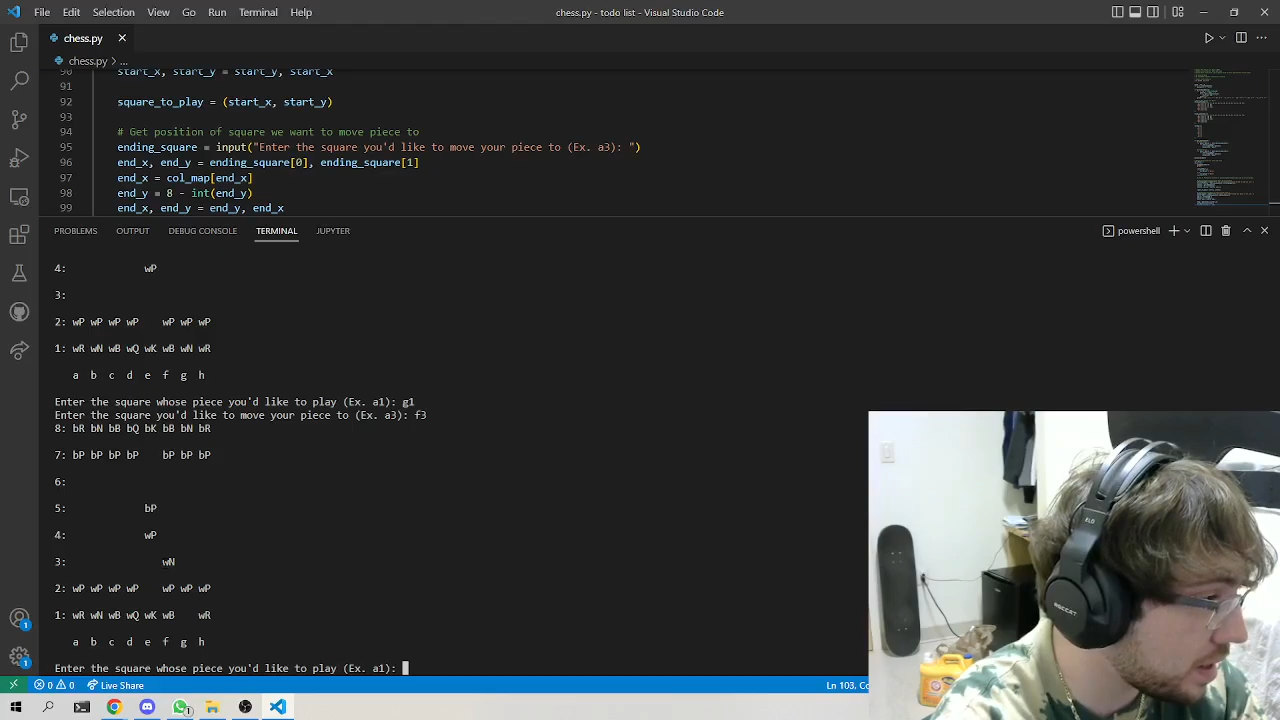 File Edit Selection View Go Run Terminal Help
chess.py - todo list - Visual Studio Code
chess.py
chess.py > ...
90 start_x, start_y = start_y, start_x
91
92 square_to_play = (start_x, start_y)
93
94 # Get position of square we want to move piece to
95 ending_square = input("Enter the square you'd like to move your piece to (Ex. a3): ")
96 end_x, end_y = ending_square[0], ending_square[1]
97 end_x = col_map[end_x]
98 end_y = 8 - int(end_y)
99 end_x, end_y = end_y, end_x
PROBLEMS OUTPUT DEBUG CONSOLE TERMINAL JUPYTER
powershell
4: wP
3:
2: wP wP wP wP wP wP wP
1: wR wN wB wQ wK wB wN wR
a b c d e f g h
Enter the square whose piece you'd like to play (Ex. a1): g1
Enter the square you'd like to move your piece to (Ex. a3): f3
8: bR bN bB bQ bK bB bN bR
7: bP bP bP bP bP bP bP
6:
5: bP
4: wP
3: wN
2: wP wP wP wP wP wP wP
1: wR wN wB wQ wK wB wR
a b c d e f g h
Enter the square whose piece you'd like to play (Ex. a1):
0 0 Live Share
Ln 103,
ELO
1
1
1